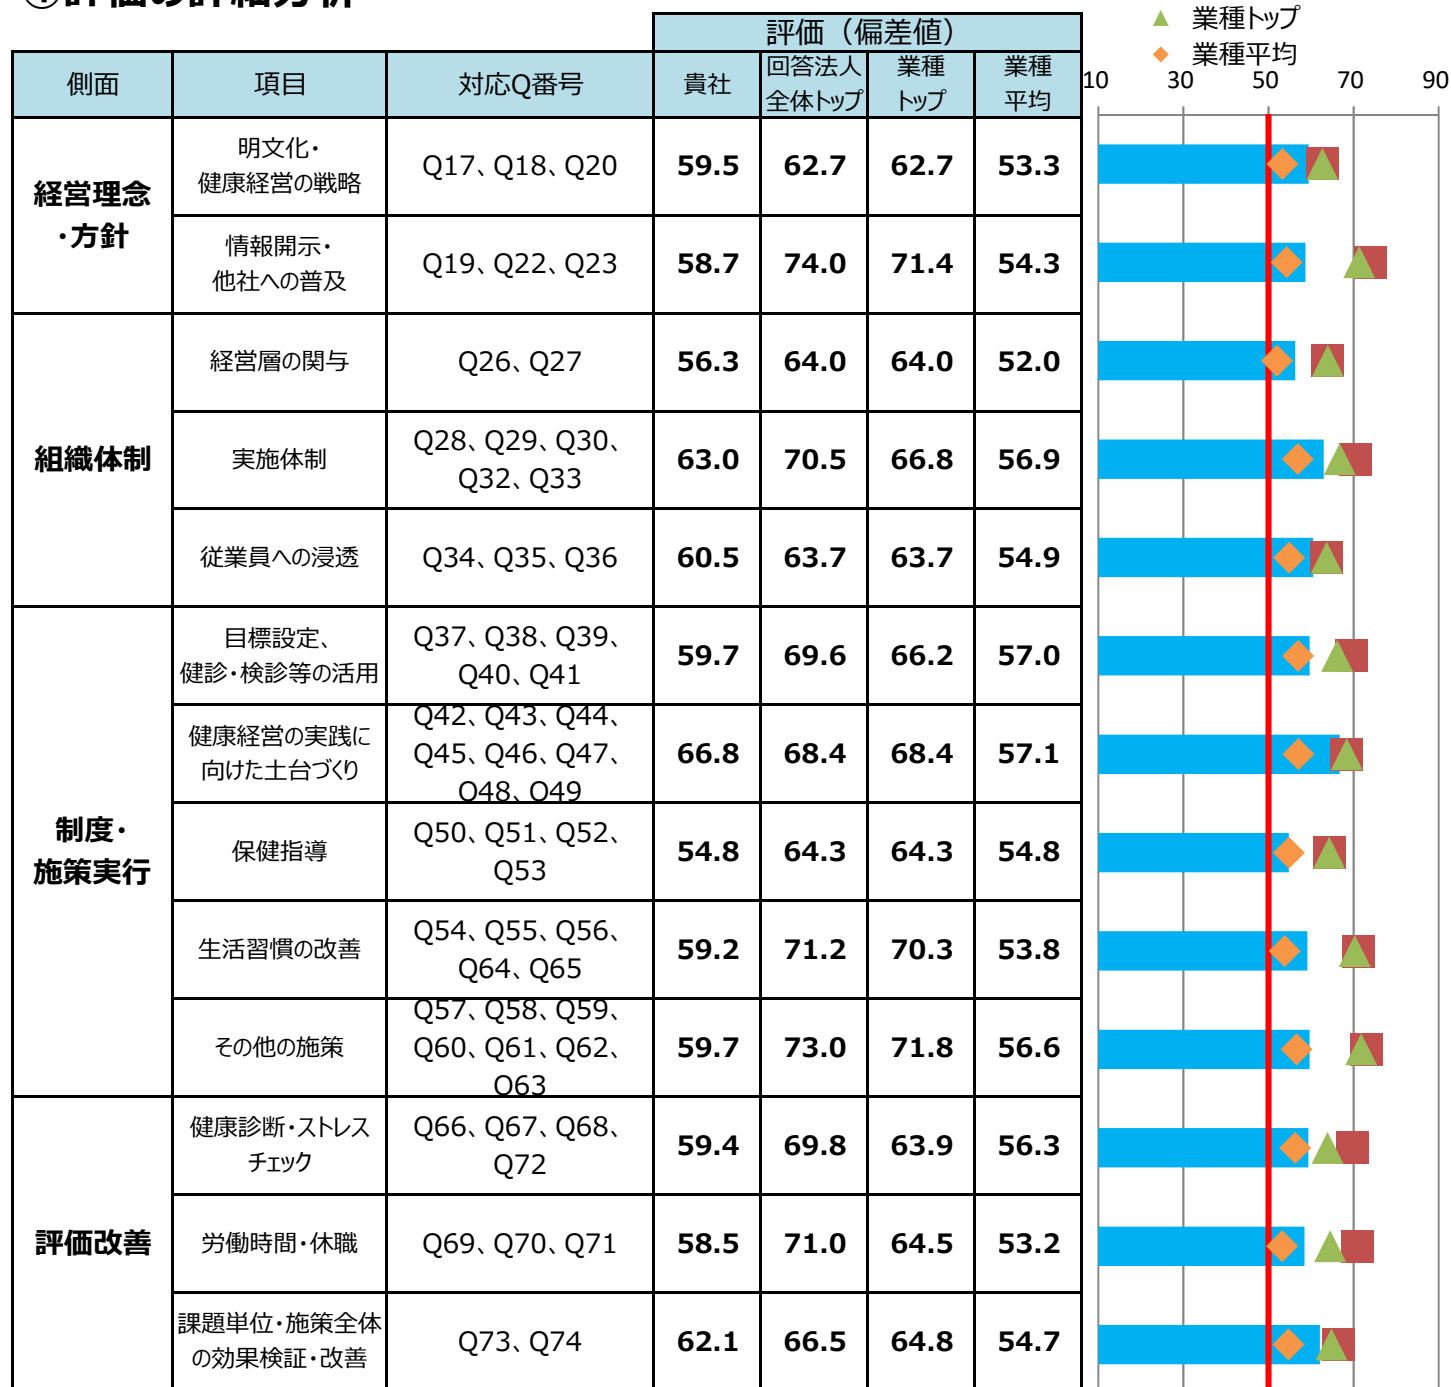 ①評価の詳細分析
▲ 業種トップ
◆ 業種平均
評価（偏差値）
側面 項目 対応Q番号 貴社 回答法人 業種 業種
全体トップ トップ 平均
10 30 50 70 90
経営理念
・方針
明文化・
健康経営の戦略
Q17、Q18、Q20 59.5 62.7 62.7 53.3
情報開示・
他社への普及
Q19、Q22、Q23 58.7 74.0 71.4 54.3
組織体制
経営層の関与 Q26、Q27 56.3 64.0 64.0 52.0
実施体制
Q28、Q29、Q30、
Q32、Q33
63.0 70.5 66.8 56.9
従業員への浸透 Q34、Q35、Q36 60.5 63.7 63.7 54.9
制度・
施策実行
目標設定、
健診・検診等の活用
Q37、Q38、Q39、
Q40、Q41
59.7 69.6 66.2 57.0
健康経営の実践に
向けた土台づくり
Q42、Q43、Q44、
Q45、Q46、Q47、
Q48、Q49
66.8 68.4 68.4 57.1
保健指導
Q50、Q51、Q52、
Q53
54.8 64.3 64.3 54.8
生活習慣の改善
Q54、Q55、Q56、
Q64、Q65
59.2 71.2 70.3 53.8
その他の施策
Q57、Q58、Q59、
Q60、Q61、Q62、
Q63
59.7 73.0 71.8 56.6
評価改善
健康診断・ストレス
チェック
Q66、Q67、Q68、
Q72
59.4 69.8 63.9 56.3
労働時間・休職 Q69、Q70、Q71 58.5 71.0 64.5 53.2
課題単位・施策全体
の効果検証・改善
Q73、Q74 62.1 66.5 64.8 54.7